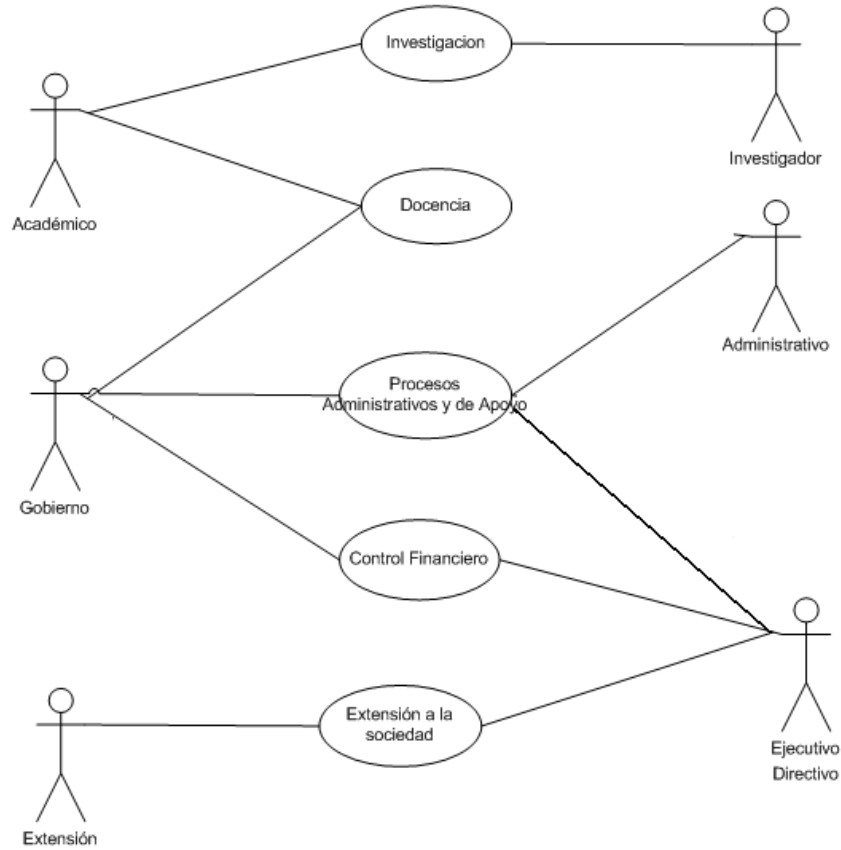 Investigacion
Investigador
Académico
Docencia
Administrativo
Procesos
Administrativos y de Apoyo
Gobierno
Control Financiero
Extensión a la
sociedad
Ejecutivo
Directivo
Extensión